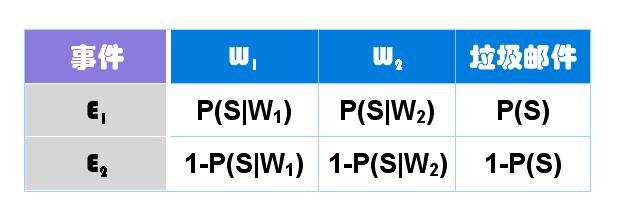 事件 W₁ W₂ 垃圾邮件
E₁ P(S|W₁) P(S|W₂) P(S)
E₂ 1-P(S|W₁) 1-P(S|W₂) 1-P(S)